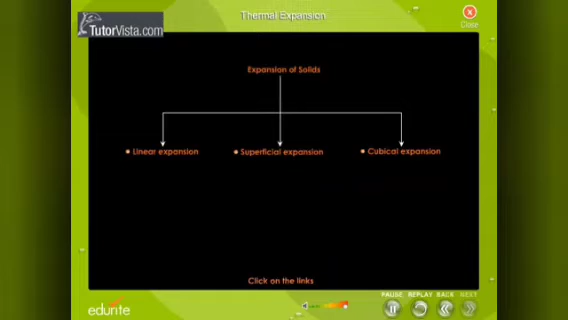 Thermal Expansion
Close
TutorVista.com
Expansion of Solids
Linear expansion
Superficial expansion
Cubical expansion
Click on the links
PAUSE REPLAY BACK NEXT
edurite